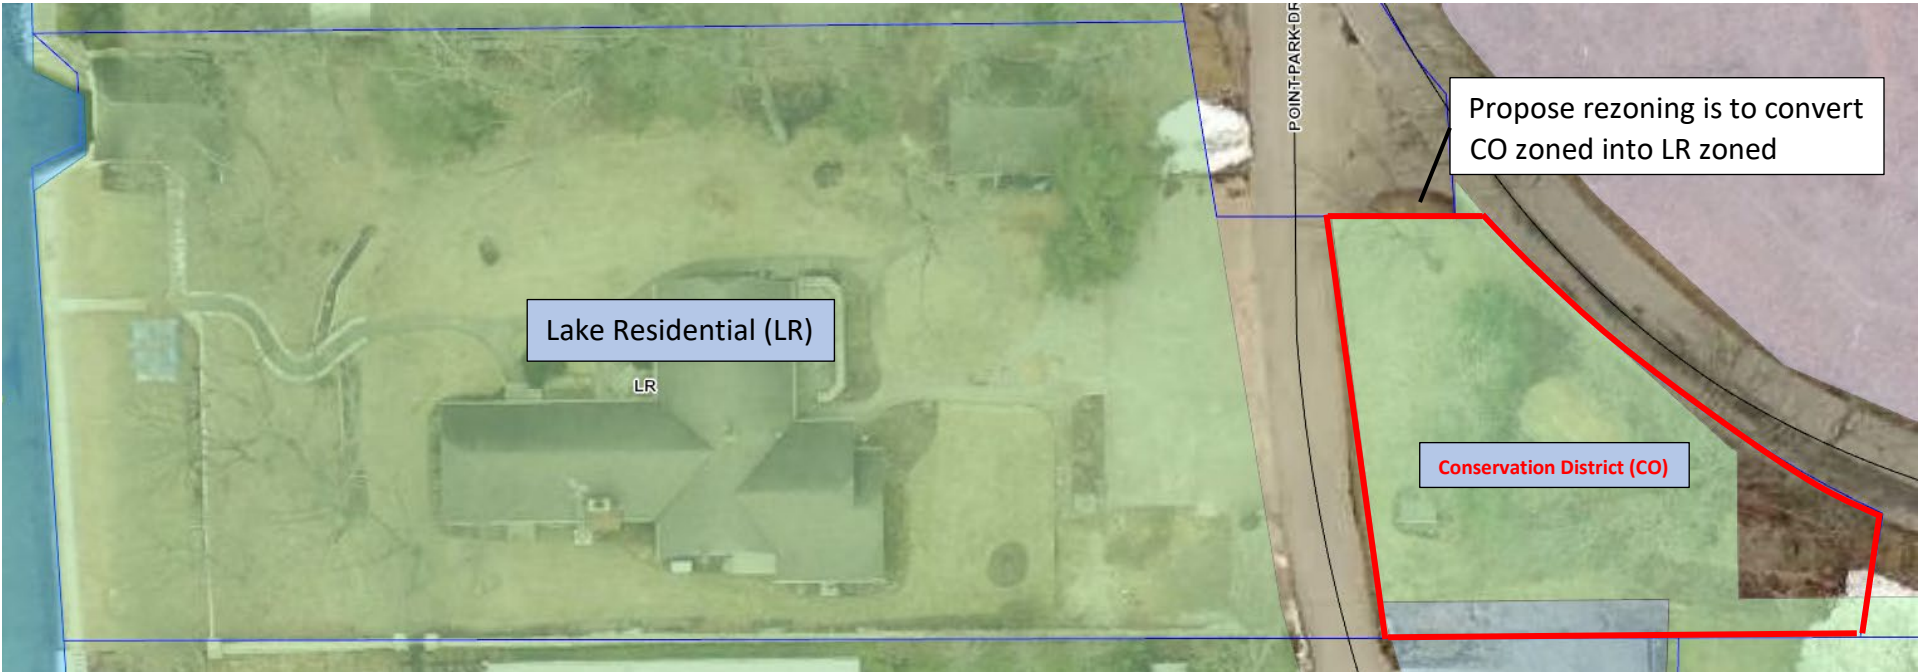 POINT PARK DR
Propose rezoning is to convert
CO zoned into LR zoned
Lake Residential (LR)
LR
Conservation District (CO)